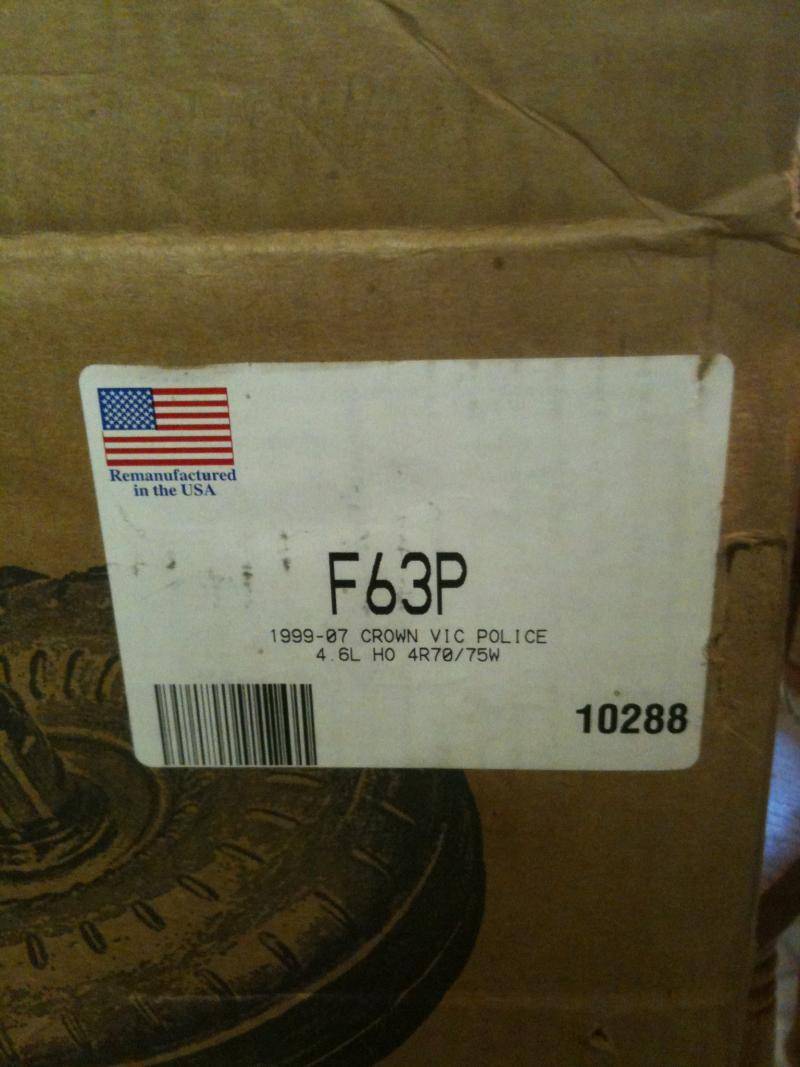 Remanufactured
in the USA
F63P
1999-07 CROWN VIC POLICE
4.6L HO 4R70/75W
10288